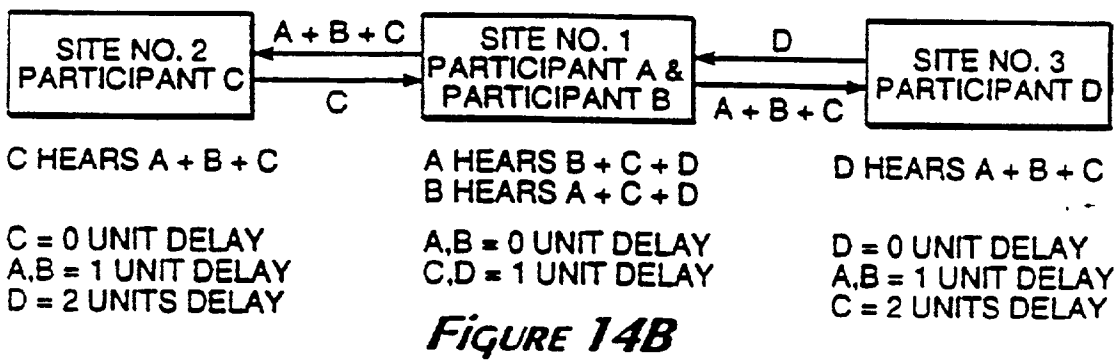 SITE NO. 2
PARTICIPANT C
A + B + C
C
SITE NO. 1
PARTICIPANT A &
PARTICIPANT B
D
A + B + C
SITE NO. 3
PARTICIPANT D
C HEARS A + B + C
C = 0 UNIT DELAY
A,B = 1 UNIT DELAY
D = 2 UNITS DELAY
A HEARS B + C + D
B HEARS A + C + D
A,B = 0 UNIT DELAY
C,D = 1 UNIT DELAY
D HEARS A + B + C
D = 0 UNIT DELAY
A,B = 1 UNIT DELAY
C = 2 UNITS DELAY
FIGURE 14B